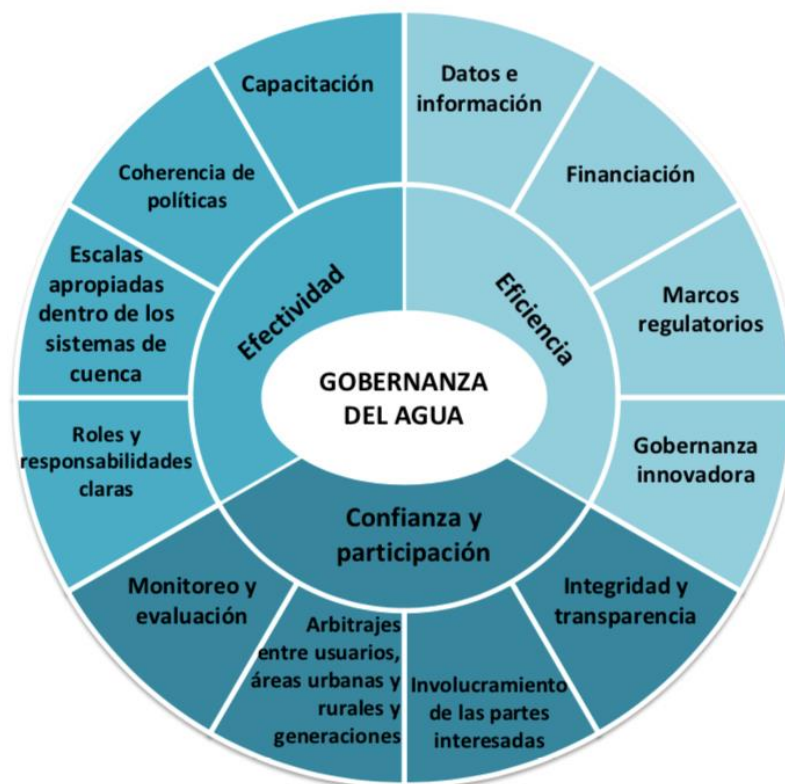 Capacitación
Datos e
información
Coherencia de
políticas
Financiación
Escalas
apropiadas
dentro de los
sistemas de
cuenca
Efectividad
Eficiencia
Marcos
regulatorios
GOBERNANZA
DEL AGUA
Roles y
responsabilidades
claras
Gobernanza
innovadora
Confianza y
participación
Monitoreo y
evaluación
Arbitrajes
entre usuarios,
áreas urbanas y
rurales y
generaciones
Involucramiento
de las partes
interesadas
Integridad y
transparencia